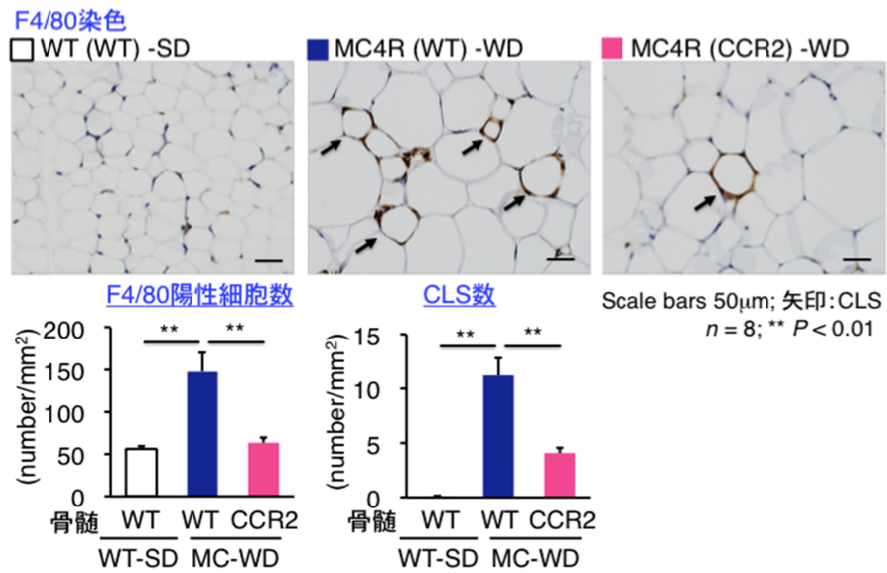 F4/80染色
WT (WT) -SD
MC4R (WT) -WD
MC4R (CCR2) -WD
F4/80陽性細胞数
CLS数
Scale bars 50μm; 矢印:CLS
n = 8; ** P < 0.01
(number/mm²)
200
150
100
50
0
** **
骨髄 WT WT CCR2
WT-SD MC-WD
(number/mm²)
15
10
5
0
** **
骨髄 WT WT CCR2
WT-SD MC-WD